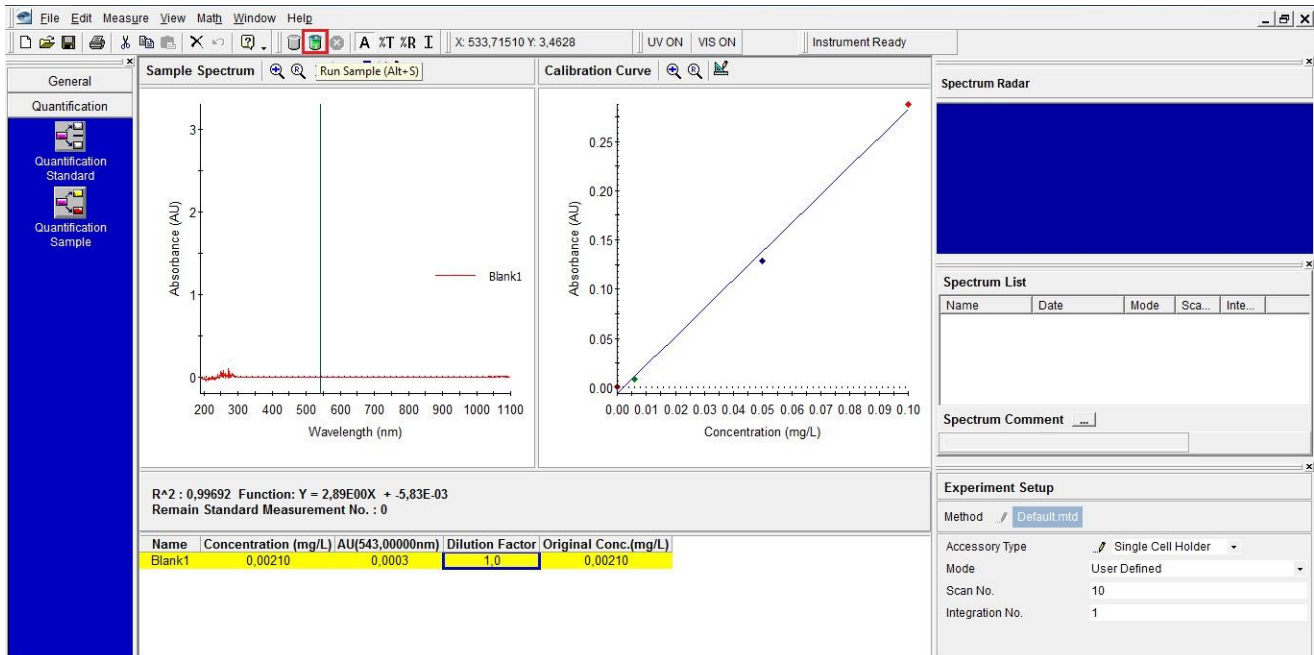 File Edit Measure View Math Window Help
A %T %R I X: 533,71510 Y: 3,4628 UV ON VIS ON Instrument Ready
General
Quantification
Quantification
Standard
Quantification
Sample
Sample Spectrum
Run Sample (Alt+S)
3
2
1
0
Absorbance (AU)
Blank1
200 300 400 500 600 700 800 900 1000 1100
Wavelength (nm)
Calibration Curve
0.25
0.20
0.15
0.10
0.05
0.00
Absorbance (AU)
0.00 0.01 0.02 0.03 0.04 0.05 0.06 0.07 0.08 0.09 0.10
Concentration (mg/L)
R^2 : 0,99692 Function: Y = 2,89E00X + -5,83E-03
Remain Standard Measurement No. : 0
Name Concentration (mg/L) AU(543,00000nm) Dilution Factor Original Conc.(mg/L)
Blank1 0,00210 0,0003 1,0 0,00210
Spectrum Radar
Spectrum List
Name Date Mode Sca... Inte...
Spectrum Comment ...
Experiment Setup
Method Default.mtd
Accessory Type Single Cell Holder
Mode User Defined
Scan No. 10
Integration No. 1